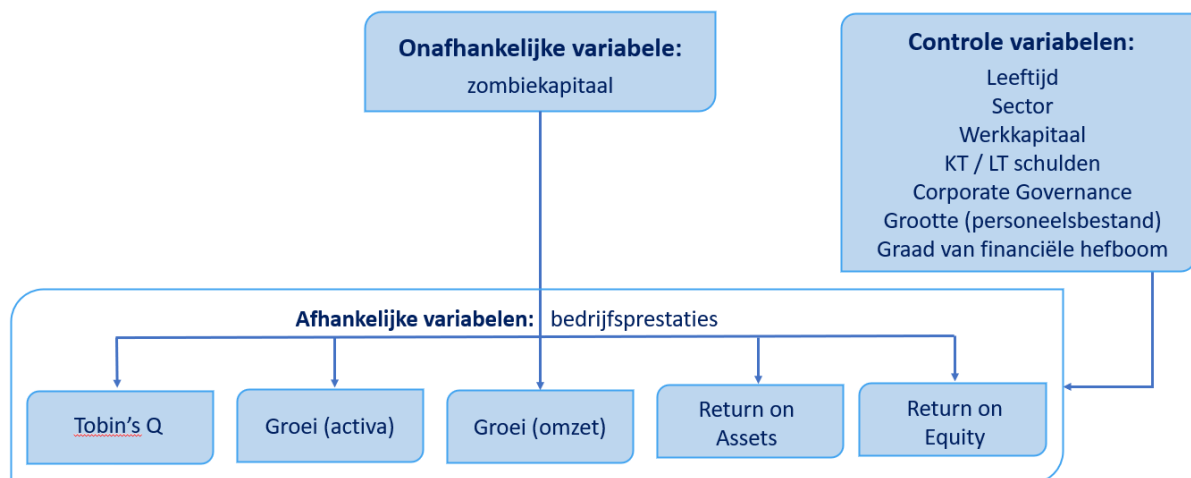 Onafhankelijke variabele:
zombiekapitaal
Controle variabelen:
Leeftijd
Sector
Werkkapitaal
KT / LT schulden
Corporate Governance
Grootte (personeelsbestand)
Graad van financiële hefboom
Afhankelijke variabelen: bedrijfsprestaties
Tobin's Q
Groei (activa)
Groei (omzet)
Return on
Assets
Return on
Equity